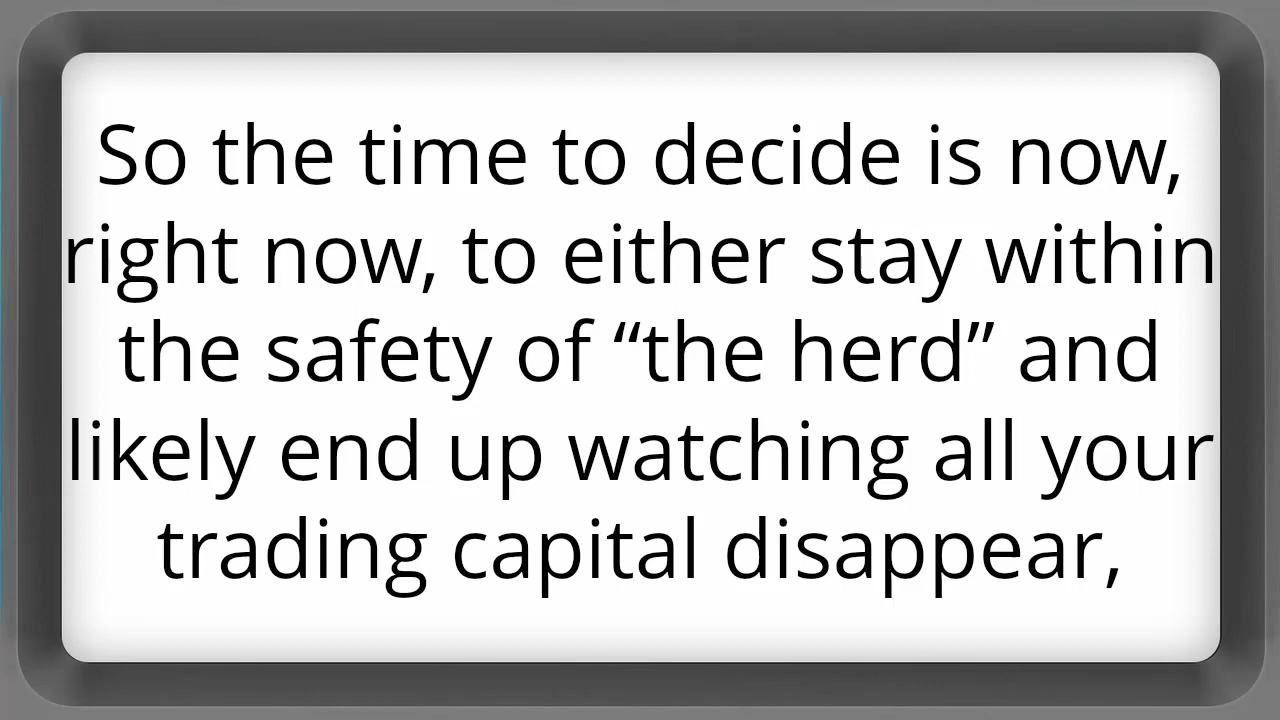 So the time to decide is now,
right now, to either stay within
the safety of “the herd” and
likely end up watching all your
trading capital disappear,